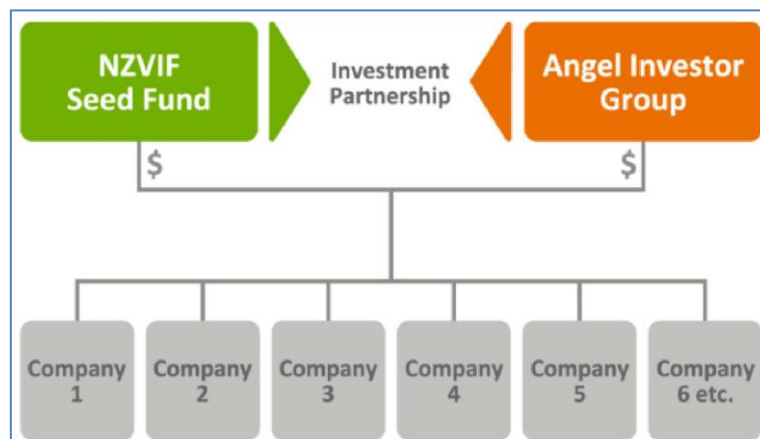 NZVIF
Seed Fund
Investment
Partnership
Angel Investor
Group
$
$
Company
1
Company
2
Company
3
Company
4
Company
5
Company
6 etc.